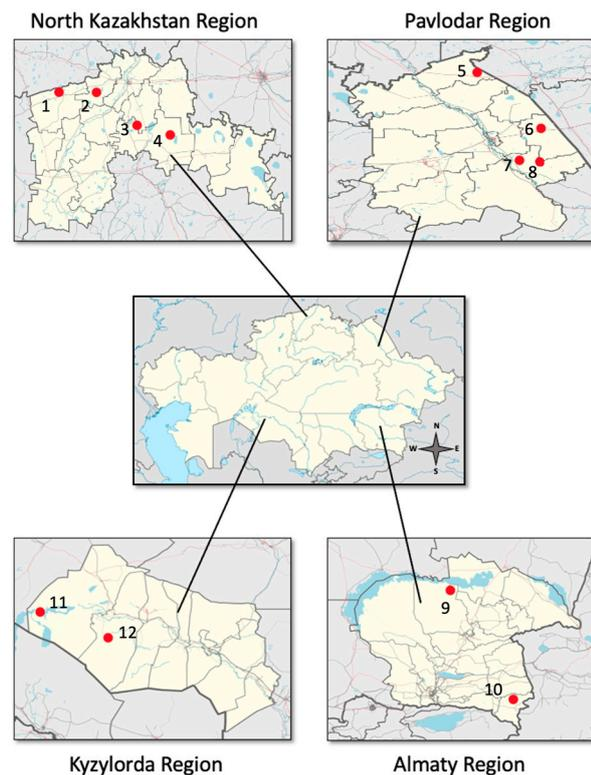 North Kazakhstan Region
Pavlodar Region
1
2
3
4
5
6
7
8
N
W
E
S
9
10
11
12
Kyzylorda Region
Almaty Region